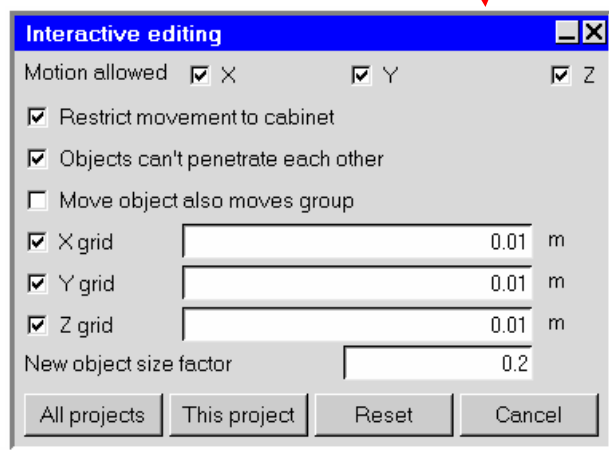 Interactive editing
Motion allowed X Y Z
Restrict movement to cabinet
Objects can't penetrate each other
Move object also moves group
X grid 0.01 m
Y grid 0.01 m
Z grid 0.01 m
New object size factor 0.2
All projects This project Reset Cancel